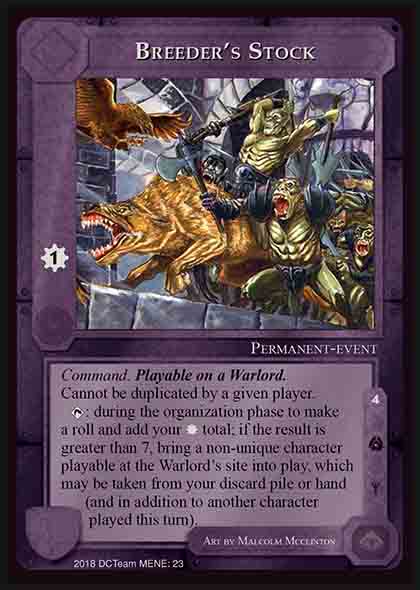 Breeder's Stock
1
Permanent-event
Command. Playable on a Warlord.
Cannot be duplicated by a given player.
: during the organization phase to make
a roll and add your total; if the result is
greater than 7, bring a non-unique character
playable at the Warlord's site into play, which
may be taken from your discard pile or hand
(and in addition to another character
played this turn).
4
Art by Malcolm Mcclinton
2018 DCTeam MENE: 23